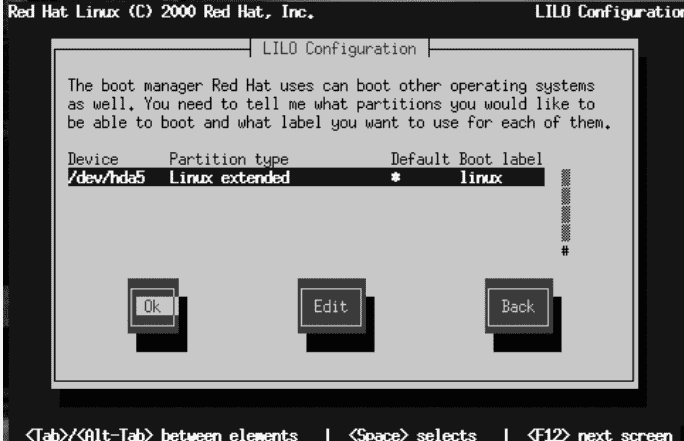 Red Hat Linux (C) 2000 Red Hat, Inc. LILO Configuration
LILO Configuration
The boot manager Red Hat uses can boot other operating systems
as well. You need to tell me what partitions you would like to
be able to boot and what label you want to use for each of them.
Device Partition type Default Boot label
/dev/hda5 Linux extended * linux
#
Ok Edit Back
<Tab>/<Alt-Tab> between elements | <Space> selects | <F12> next screen